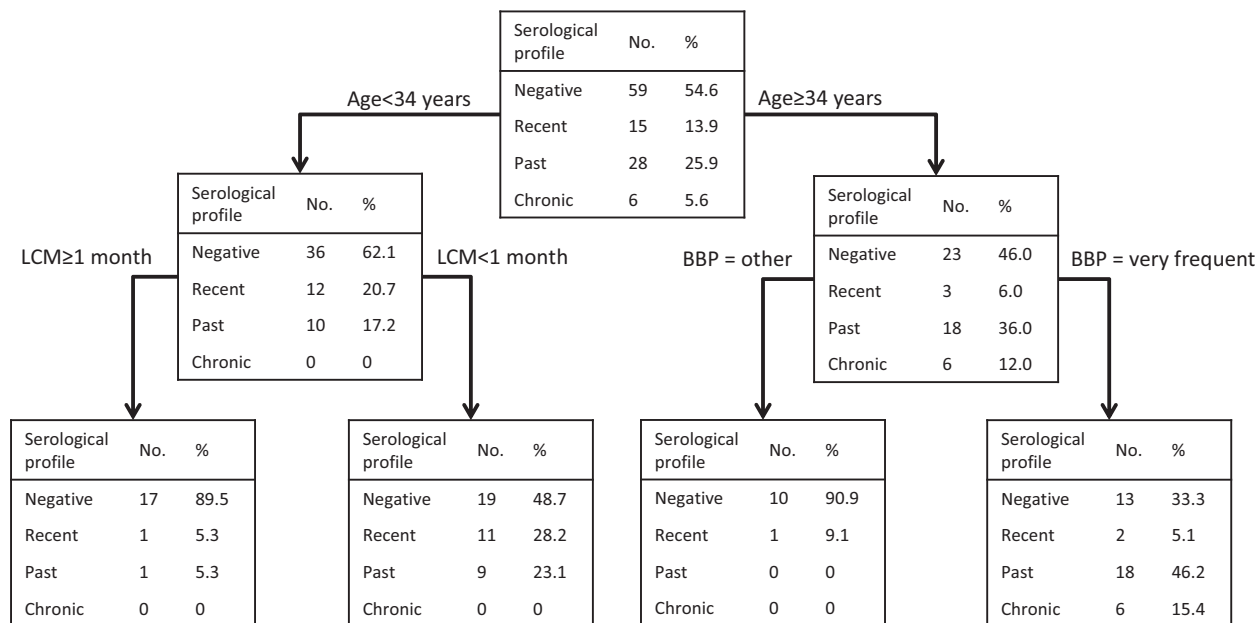 Serological
profile No. %
Negative 59 54.6
Recent 15 13.9
Past 28 25.9
Chronic 6 5.6
Age<34 years
Age≥34 years
Serological
profile No. %
Negative 36 62.1
Recent 12 20.7
Past 10 17.2
Chronic 0 0
Serological
profile No. %
Negative 23 46.0
Recent 3 6.0
Past 18 36.0
Chronic 6 12.0
LCM≥1 month
LCM<1 month
BBP = other
BBP = very frequent
Serological
profile No. %
Negative 17 89.5
Recent 1 5.3
Past 1 5.3
Chronic 0 0
Serological
profile No. %
Negative 19 48.7
Recent 11 28.2
Past 9 23.1
Chronic 0 0
Serological
profile No. %
Negative 10 90.9
Recent 1 9.1
Past 0 0
Chronic 0 0
Serological
profile No. %
Negative 13 33.3
Recent 2 5.1
Past 18 46.2
Chronic 6 15.4